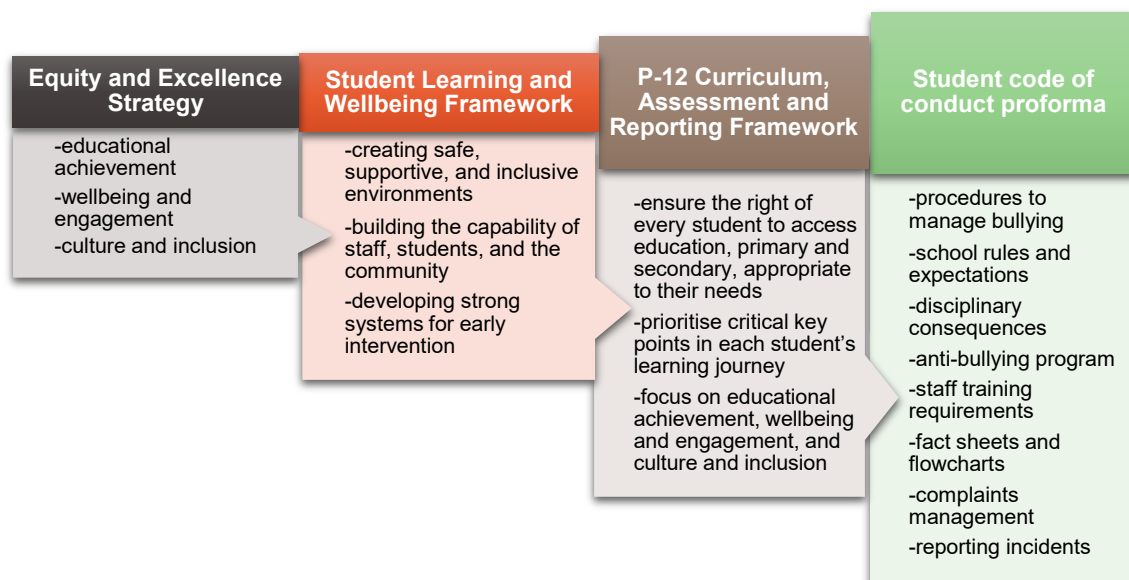 Equity and Excellence
Strategy
-educational
achievement
-wellbeing and
engagement
-culture and inclusion
Student Learning and
Wellbeing Framework
-creating safe,
supportive, and inclusive
environments
-building the capability of
staff, students, and the
community
-developing strong
systems for early
intervention
P-12 Curriculum,
Assessment and
Reporting Framework
-ensure the right of
every student to access
education, primary and
secondary, appropriate
to their needs
-prioritise critical key
points in each student’s
learning journey
-focus on educational
achievement, wellbeing
and engagement, and
culture and inclusion
Student code of
conduct proforma
-procedures to
manage bullying
-school rules and
expectations
-disciplinary
consequences
-anti-bullying program
-staff training
requirements
-fact sheets and
flowcharts
-complaints
management
-reporting incidents